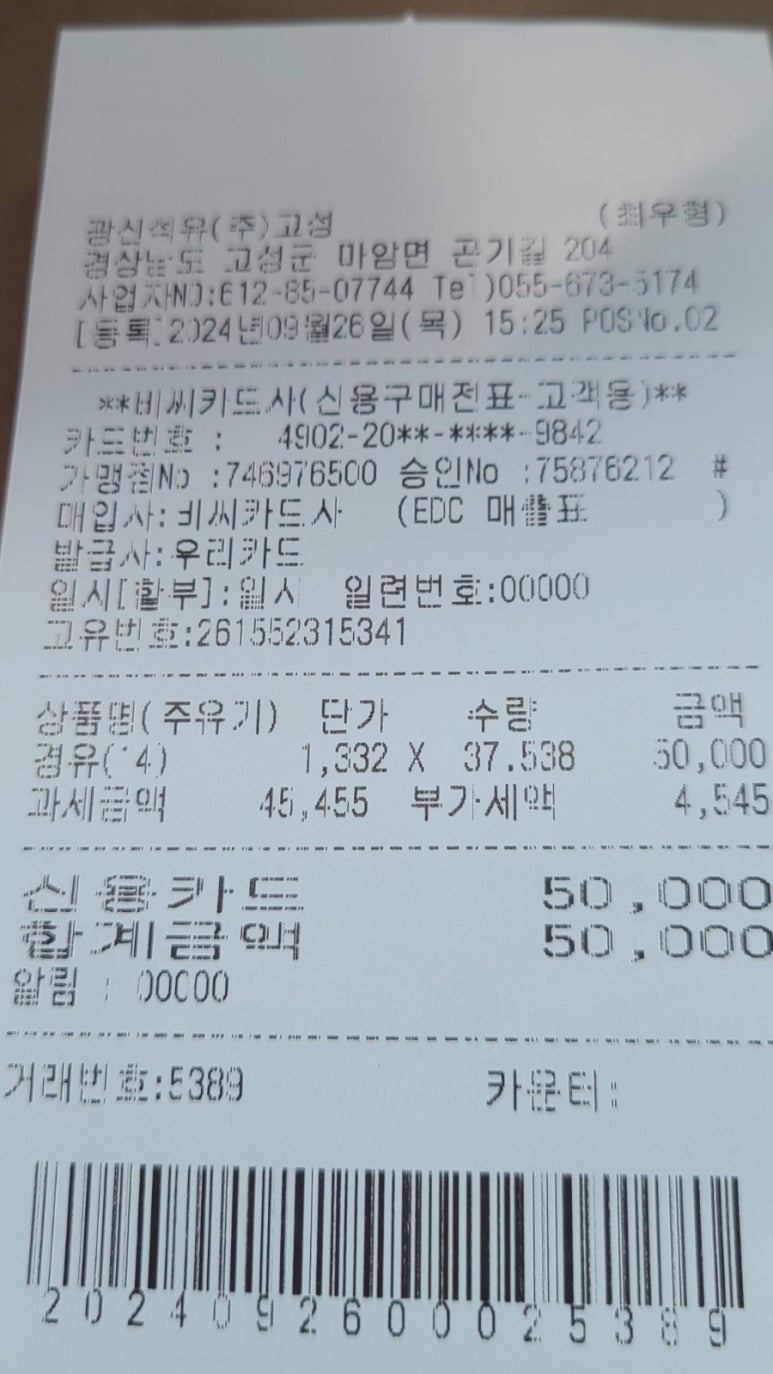 광신석유(주)고성 (최우형)
경상남도 고성군 마암면 곤기길 204
사업자NO:612-85-07744 Tel)055-673-5174
[등록]2024년09월26일(목) 15:25 POSNo.02
**비씨카드사(신용구매전표-고객용)**
카드번호 : 4902-20**-****-9842
가맹점No :746976500 승인No :75876212 #
매입사:비씨카드사 (EDC 매출표 )
발급사:우리카드
일시[할부]:일시 일련번호:00000
고유번호:261552315341
상품명(주유기) 단가 수량 금액
경유(14) 1,332 X 37.538 50,000
과세금액 45,455 부가세액 4,545
신용카드 50,000
합계금액 50,000
알림 : 00000
거래번호:5389 카운터:
2024092600025389